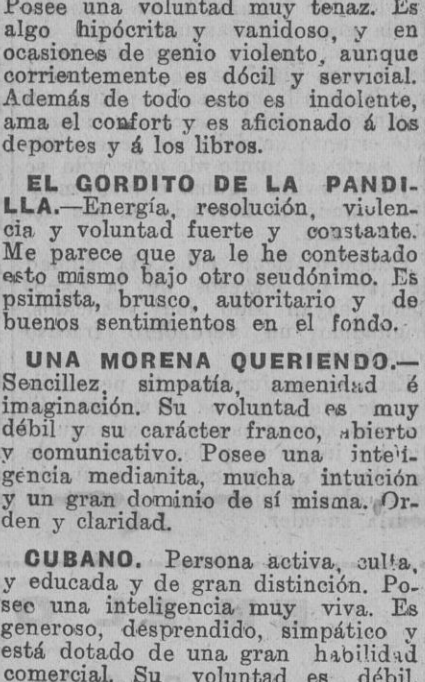 Posee una voluntad muy tenaz. Es
algo hipócrita y vanidoso, y en
ocasiones de genio violento, aunque
corrientemente es dócil y servicial.
Además de todo esto es indolente,
ama el confort y es aficionado á los
deportes y á los libros.
EL GORDITO DE LA PANDI-
LLA.—Energía, resolución, violen-
cia y voluntad fuerte y constante.
Me parece que ya le he contestado
esto mismo bajo otro seudónimo. Es
psimista, brusco, autoritario y de
buenos sentimientos en el fondo.
UNA MORENA QUERIENDO.—
Sencillez, simpatía, amenidad é
imaginación. Su voluntad es muy
débil y su carácter franco, abierto
y comunicativo. Posee una inteli-
gencia medianita, mucha intuición
y un gran dominio de sí misma. Or-
den y claridad.
CUBANO. Persona activa, culta,
y educada y de gran distinción. Po-
see una inteligencia muy viva. Es
generoso, desprendido, simpático y
está dotado de una gran habilidad
comercial. Su voluntad es débil,